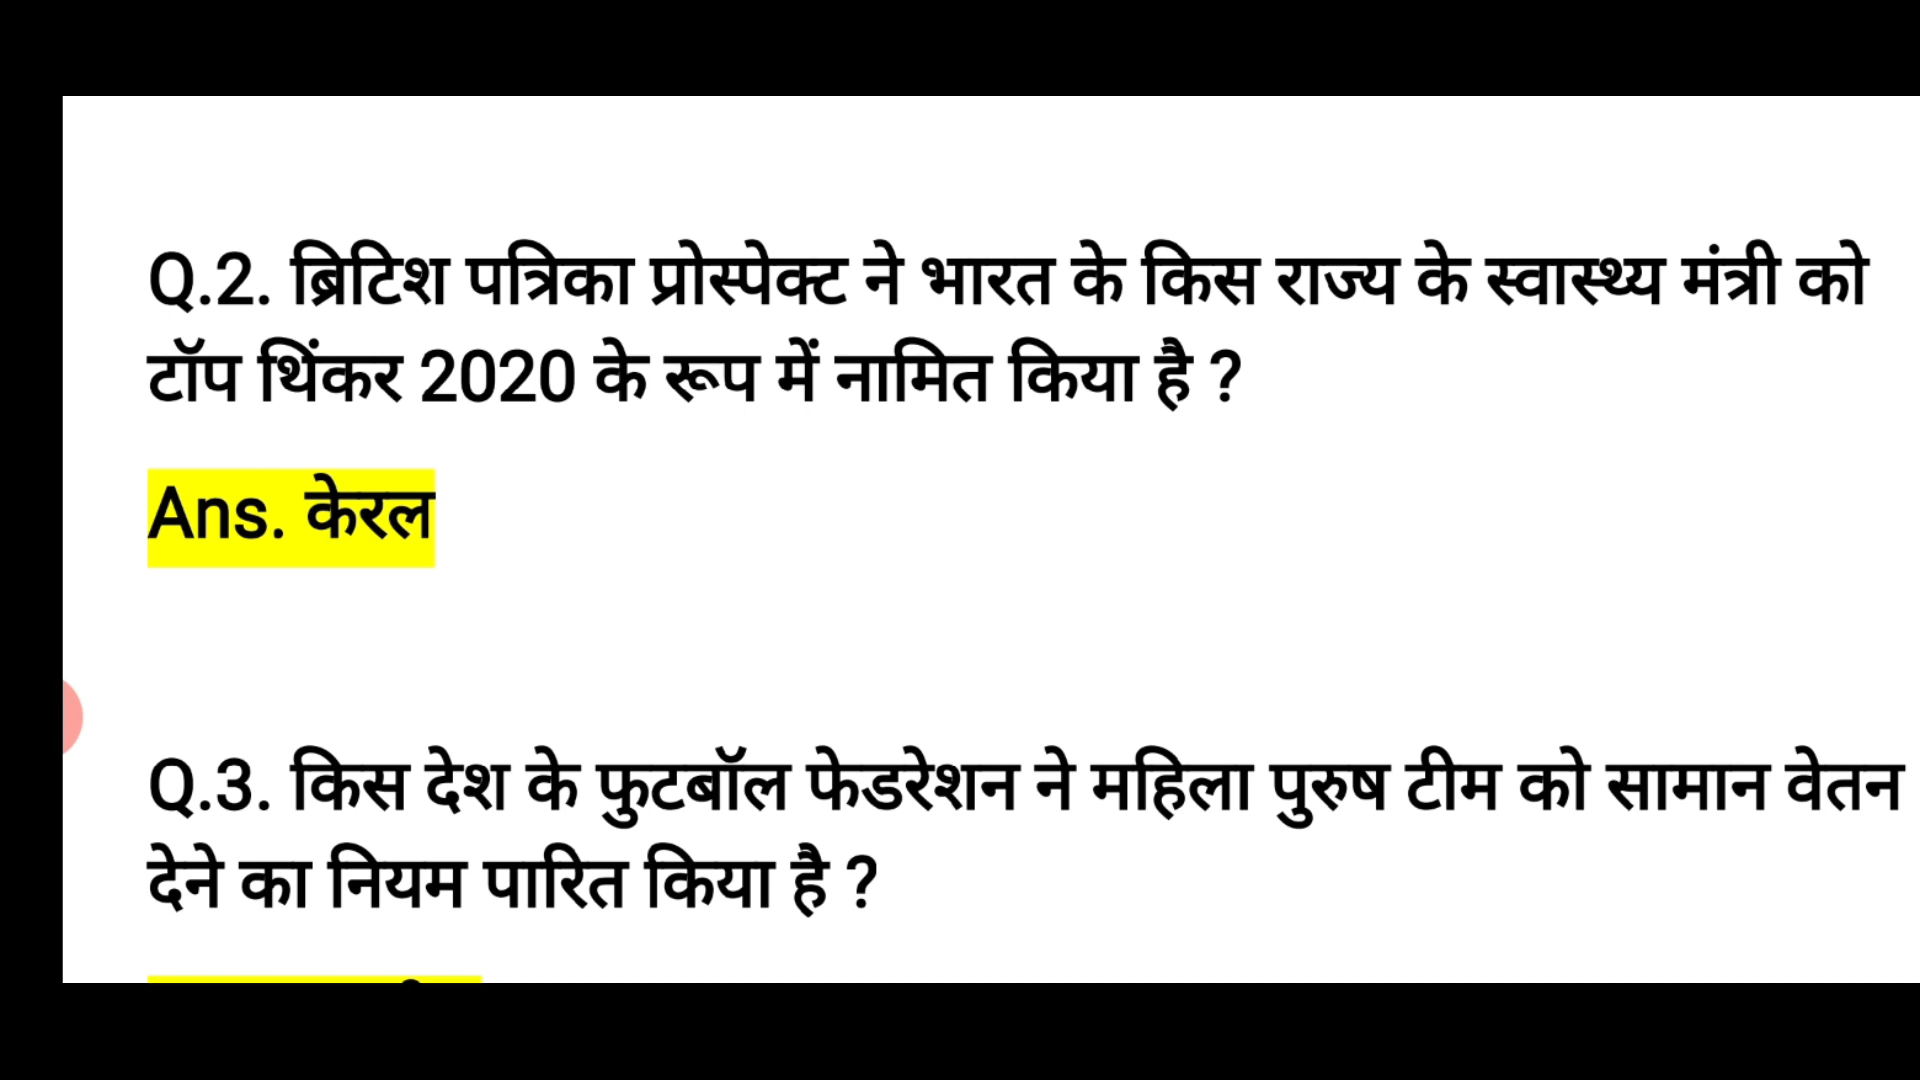 Q.2. ब्रिटिश पत्रिका प्रोस्पेक्ट ने भारत के किस राज्य के स्वास्थ्य मंत्री को
टॉप थिंकर 2020 के रूप में नामित किया है ?
Ans. केरल
Q.3. किस देश के फुटबॉल फेडरेशन ने महिला पुरुष टीम को सामान वेतन
देने का नियम पारित किया है ?